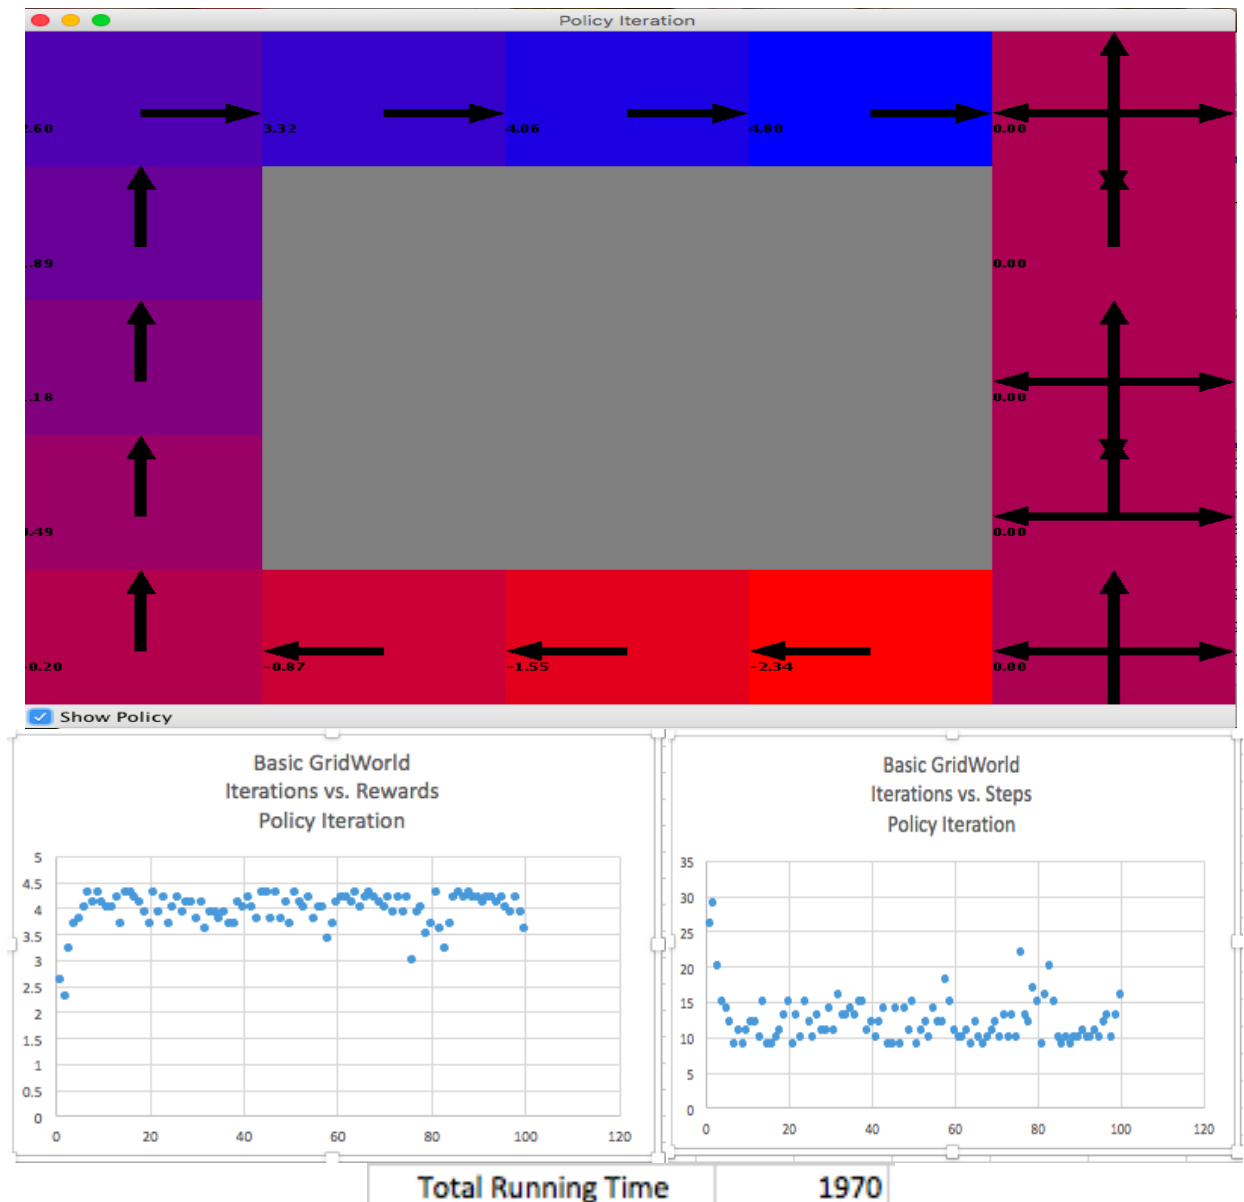 Policy Iteration
.60 3.32 4.06 4.80 0.00
.89 0.00
.18 0.00
.49 0.00
-0.20 -0.87 -1.55 -2.34 0.00
Show Policy
Basic GridWorld
Iterations vs. Rewards
Policy Iteration
5
4.5
4
3.5
3
2.5
2
1.5
1
0.5
0
0 20 40 60 80 100 120
Basic GridWorld
Iterations vs. Steps
Policy Iteration
35
30
25
20
15
10
5
0
0 20 40 60 80 100 120
Total Running Time 1970